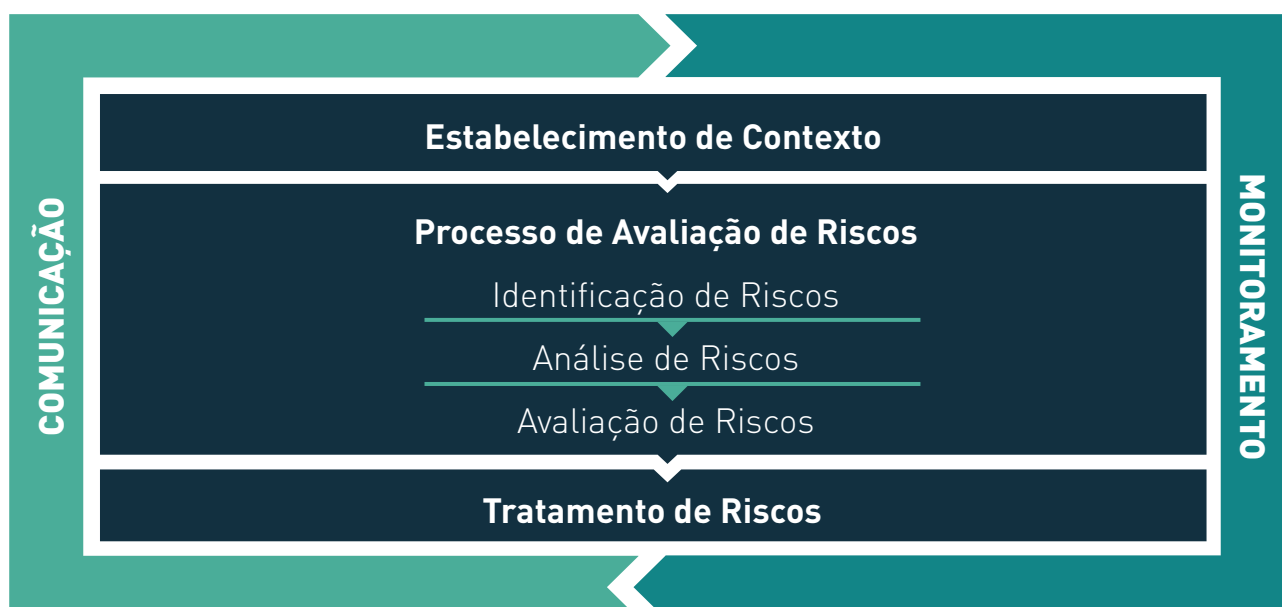 COMUNICAÇÃO
Estabelecimento de Contexto
Processo de Avaliação de Riscos
Identificação de Riscos
Análise de Riscos
Avaliação de Riscos
Tratamento de Riscos
MONITORAMENTO